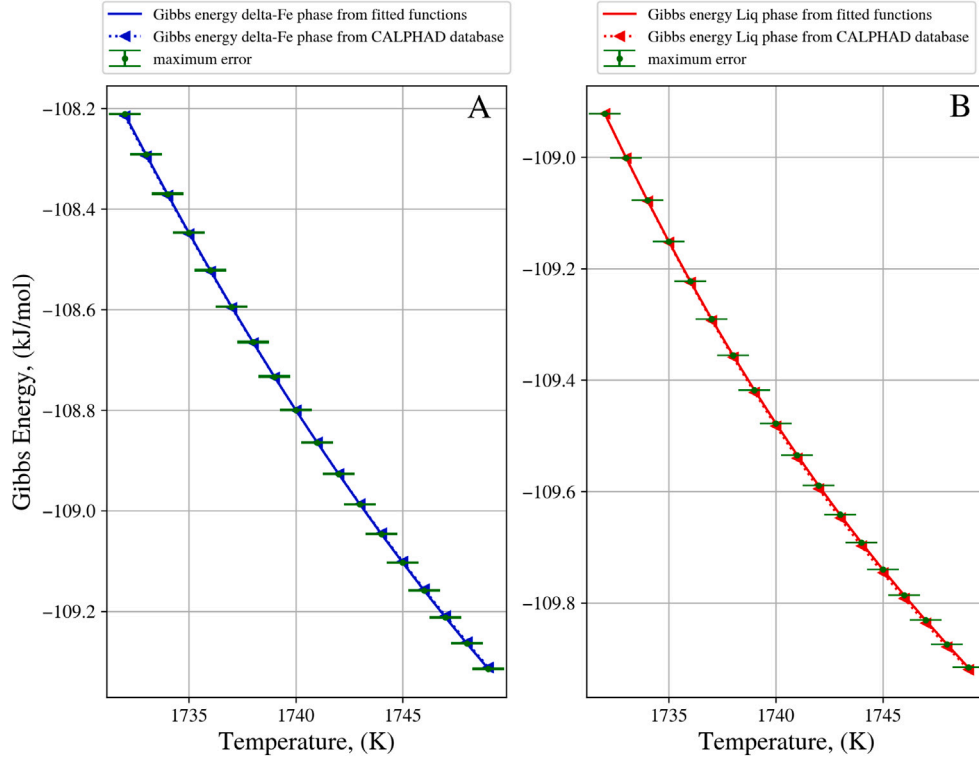 Gibbs energy delta-Fe phase from fitted functions
Gibbs energy delta-Fe phase from CALPHAD database
maximum error
Gibbs energy Liq phase from fitted functions
Gibbs energy Liq phase from CALPHAD database
maximum error
A
B
−108.2
−108.4
−108.6
−108.8
−109.0
−109.2
−109.0
−109.2
−109.4
−109.6
−109.8
Gibbs Energy, (kJ/mol)
1735 1740 1745
1735 1740 1745
Temperature, (K)
Temperature, (K)